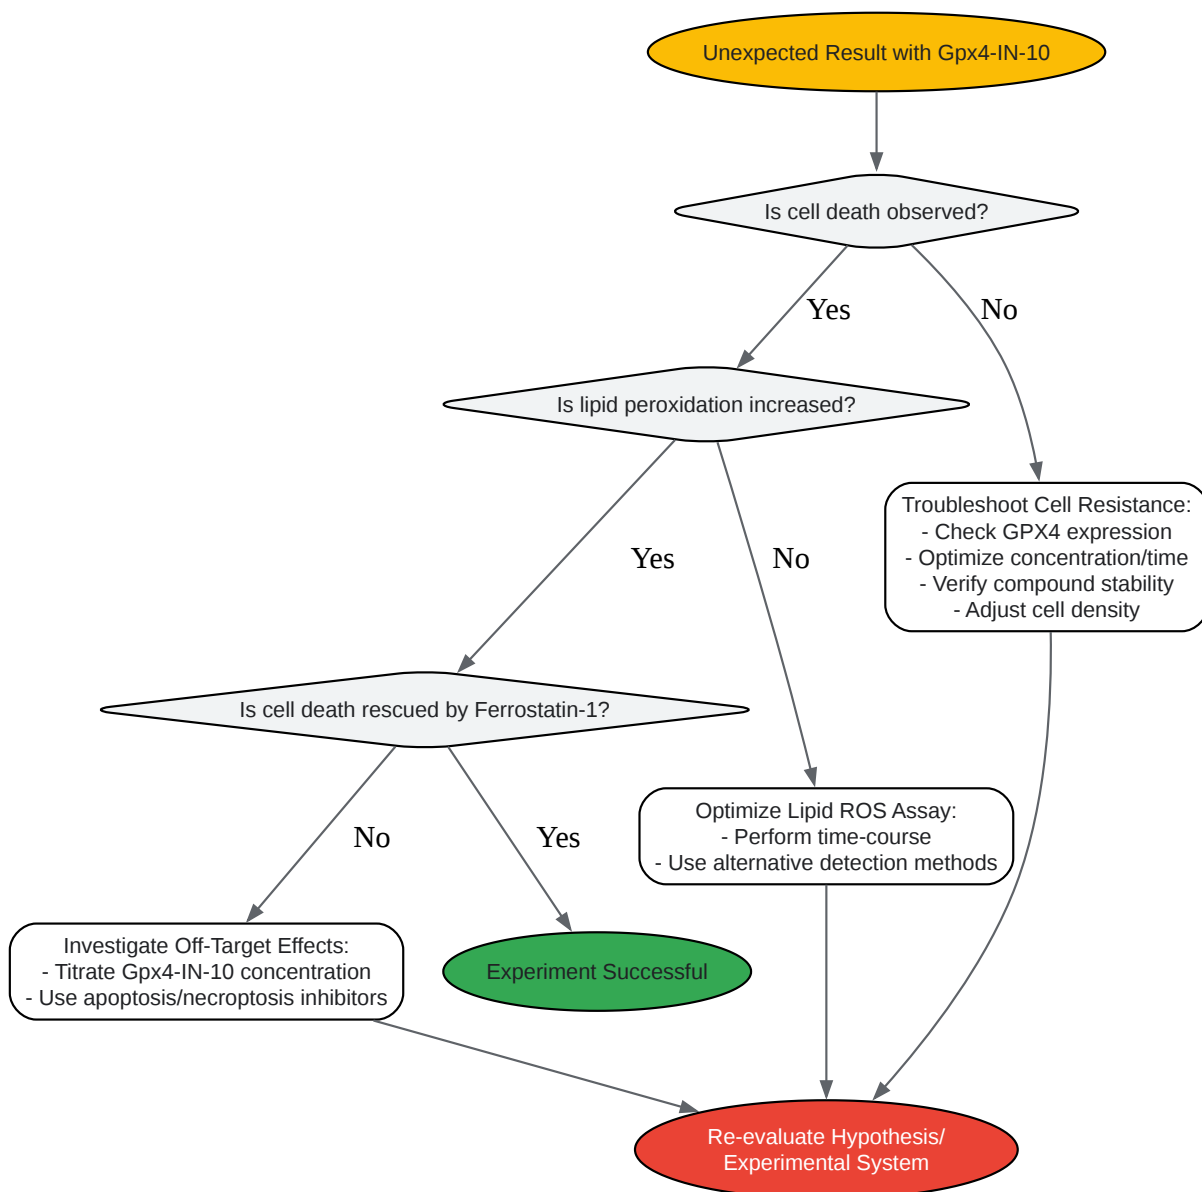 Unexpected Result with Gpx4-IN-10
Is cell death observed?
Yes
No
Is lipid peroxidation increased?
Troubleshoot Cell Resistance:
- Check GPX4 expression
- Optimize concentration/time
- Verify compound stability
- Adjust cell density
Yes
No
Is cell death rescued by Ferrostatin-1?
No
Yes
Optimize Lipid ROS Assay:
- Perform time-course
- Use alternative detection methods
Investigate Off-Target Effects:
- Titrate Gpx4-IN-10 concentration
- Use apoptosis/necroptosis inhibitors
Experiment Successful
Re-evaluate Hypothesis/
Experimental System